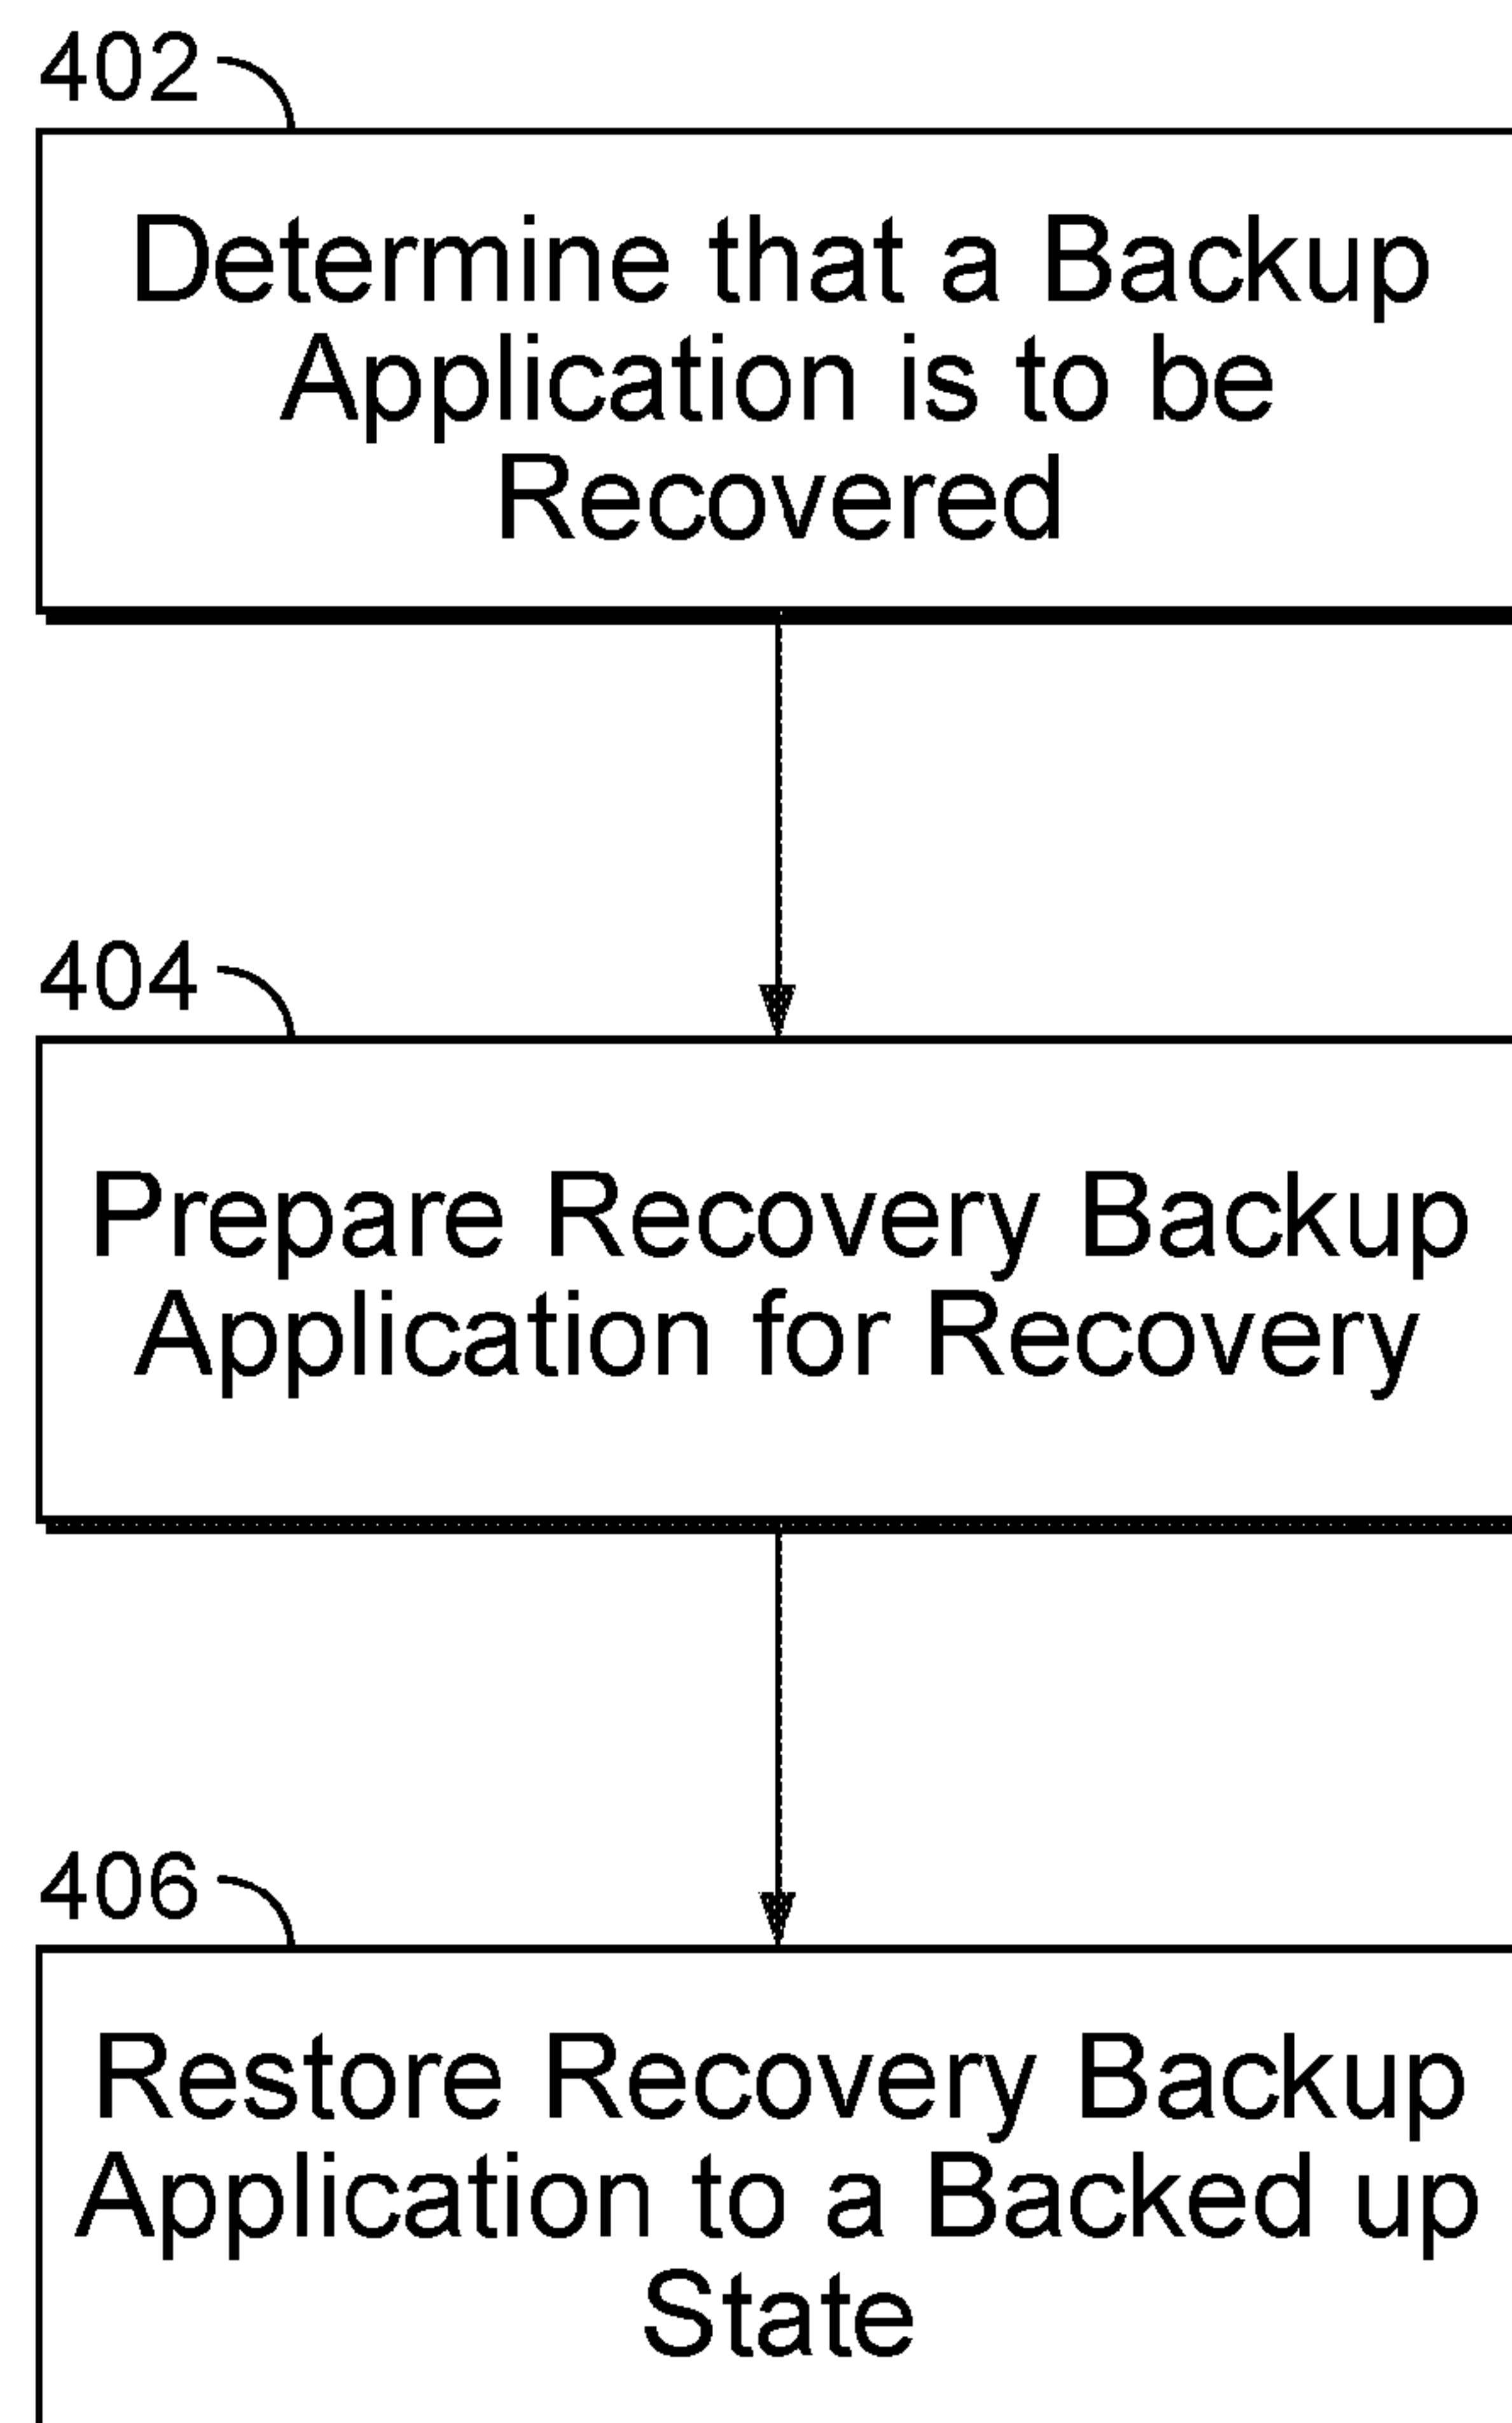 402
Determine that a Backup
Application is to be
Recovered
404
Prepare Recovery Backup
Application for Recovery
406
Restore Recovery Backup
Application to a Backed up
State